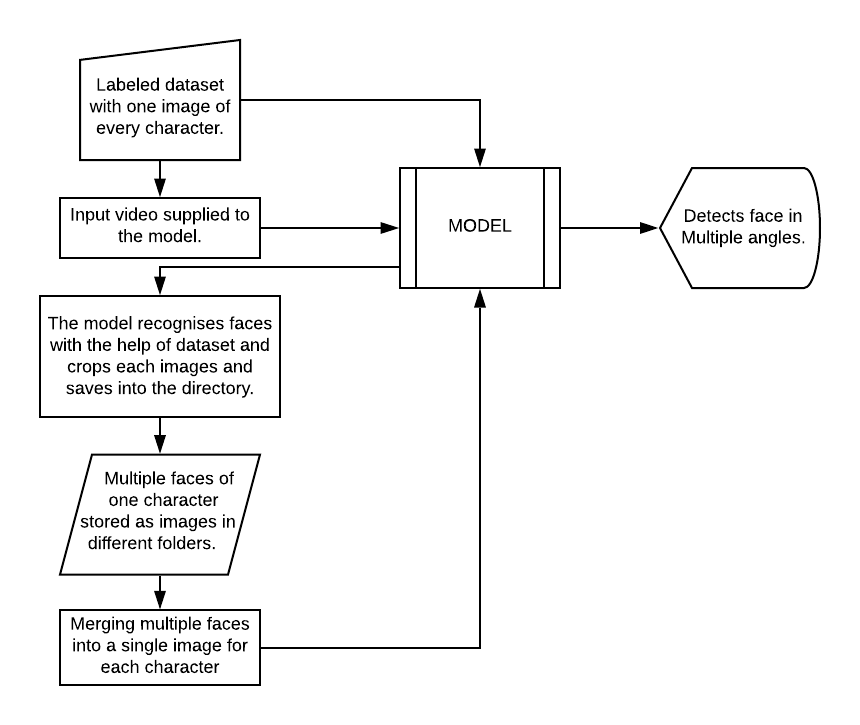 Labeled dataset
with one image of
every character.
Input video supplied to
the model.
MODEL
Detects face in
Multiple angles.
The model recognises faces
with the help of dataset and
crops each images and
saves into the directory.
Multiple faces of
one character
stored as images in
different folders.
Merging multiple faces
into a single image for
each character